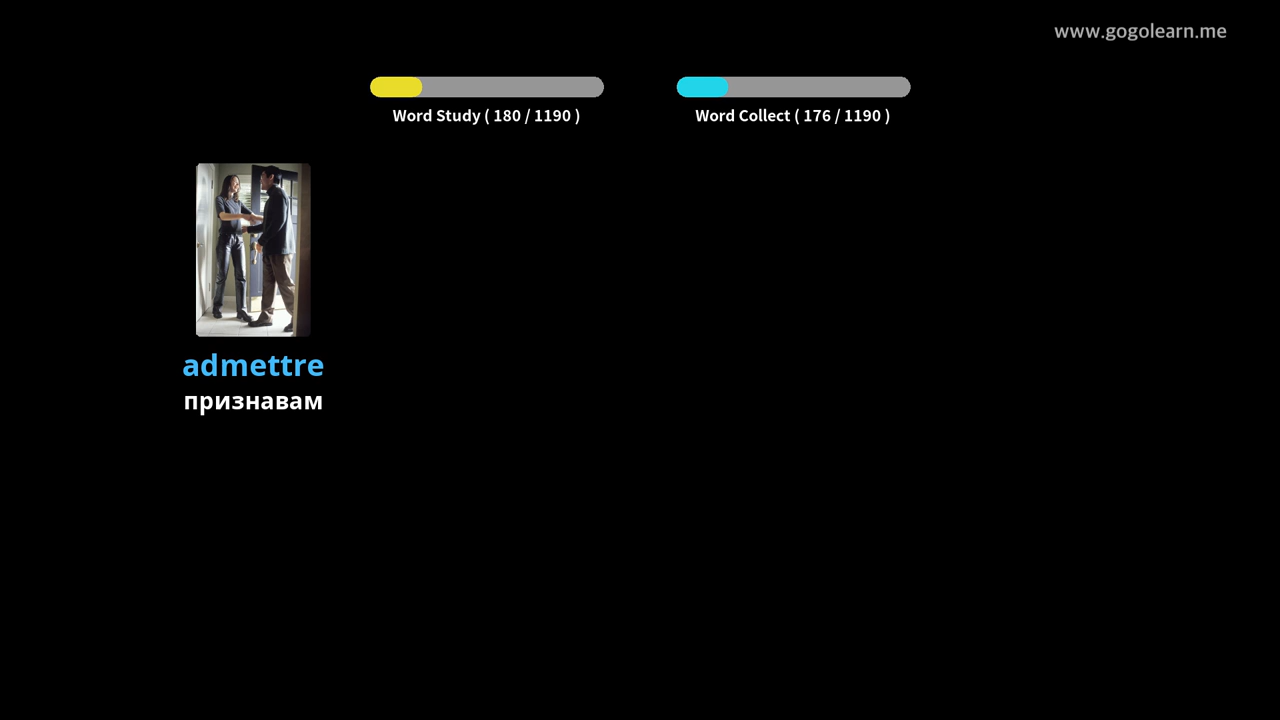 www.gogolearn.me
Word Study ( 180 / 1190 )
Word Collect ( 176 / 1190 )
admettre
признавам